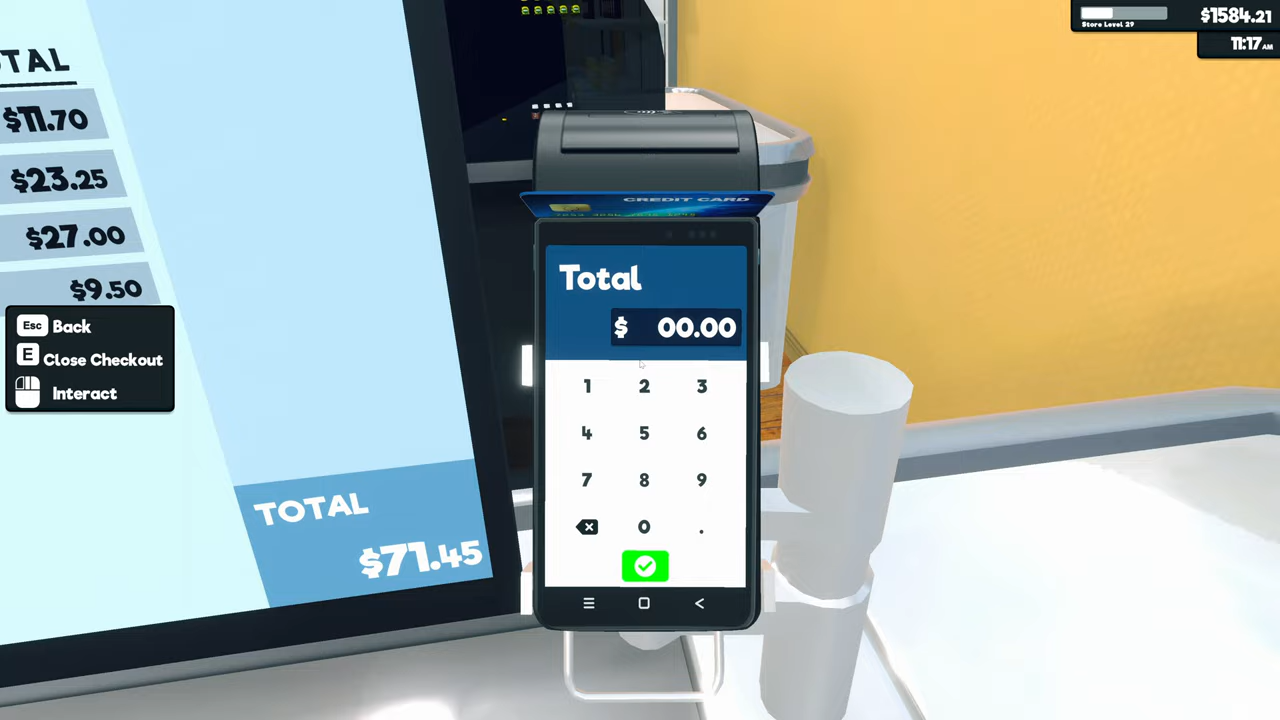 $1584.21
Store Level 29
11:17 AM
OTAL
$11.70
$23.25
$27.00
$9.50
Esc Back
E Close Checkout
Interact
TOTAL
$71.45
CREDIT CARD
Total
$ 00.00
1 2 3
4 5 6
7 8 9
0 .